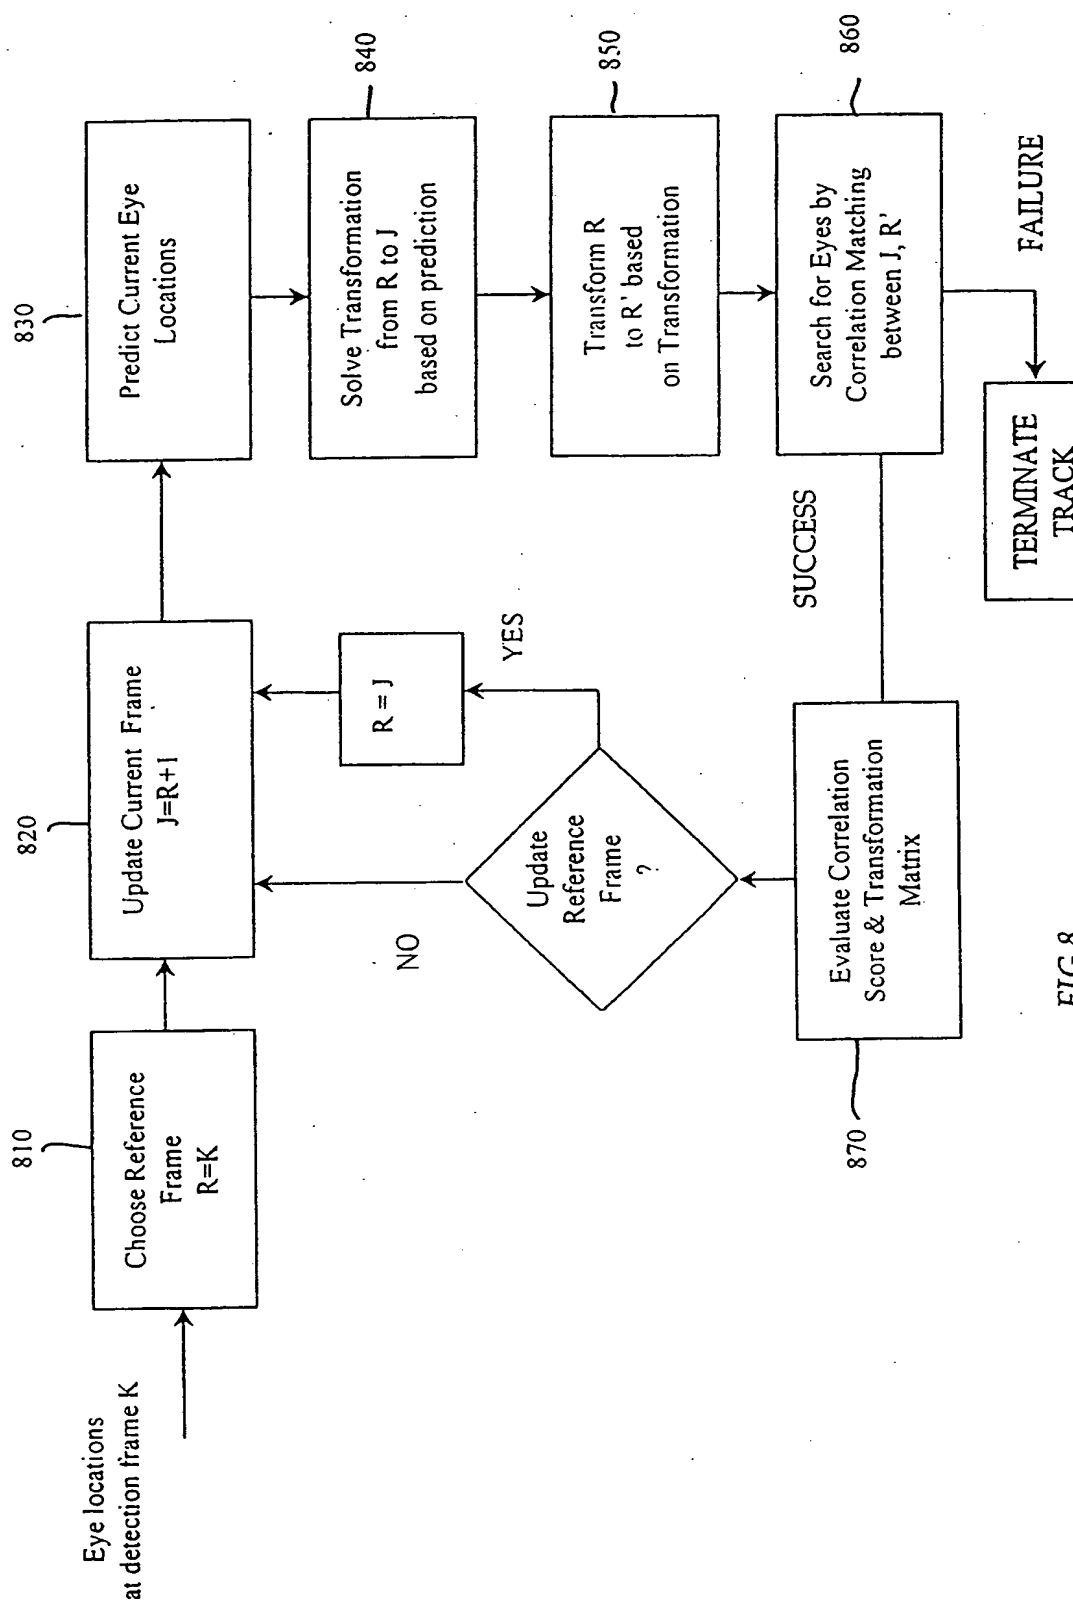 Eye locations
at detection frame K
810
Choose Reference
Frame
R=K
820
Update Current Frame
J=R+1
830
Predict Current Eye
Locations
840
Solve Transformation
from R to J
based on prediction
850
Transform R
to R' based
on Transformation
860
Search for Eyes by
Correlation Matching
between J, R'
FAILURE
TERMINATE
TRACK
SUCCESS
870
Evaluate Correlation
Score & Transformation
Matrix
Update
Reference
Frame
?
NO
YES
R = J
FIG 8